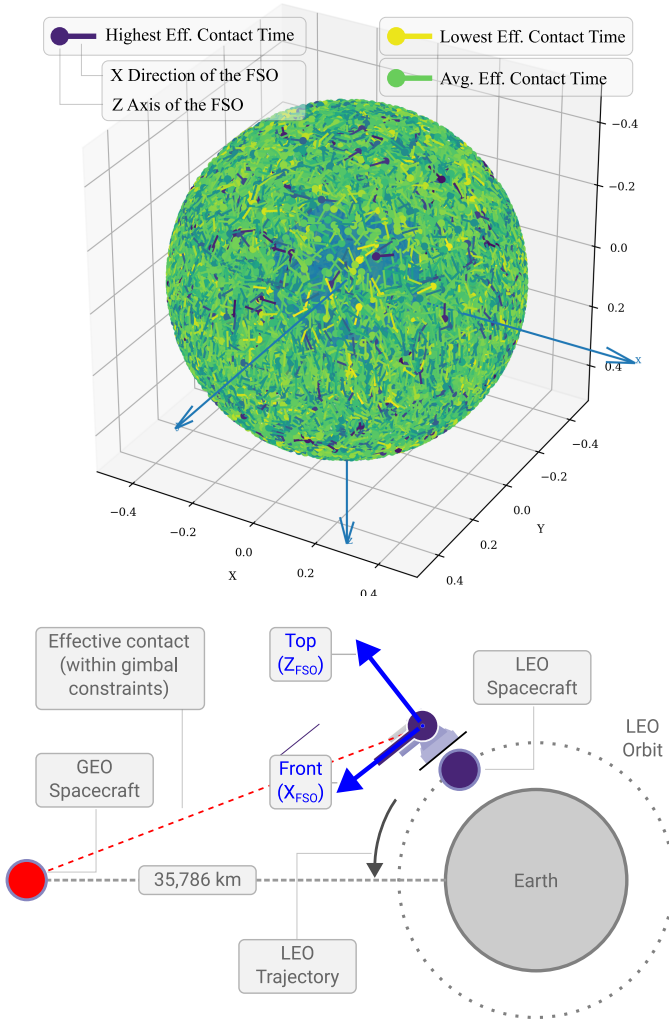 Highest Eff. Contact Time
X Direction of the FSO
Z Axis of the FSO
Lowest Eff. Contact Time
Avg. Eff. Contact Time
−0.4
−0.2
0.0
0.2
0.4
x
z
−0.4
−0.2
0.0
0.2
0.4
X
−0.4
−0.2
0.0
0.2
0.4
Y
Effective contact
(within gimbal
constraints)
Top
(ZFSO)
LEO
Spacecraft
LEO
Orbit
GEO
Spacecraft
Front
(XFSO)
35,786 km
Earth
LEO
Trajectory